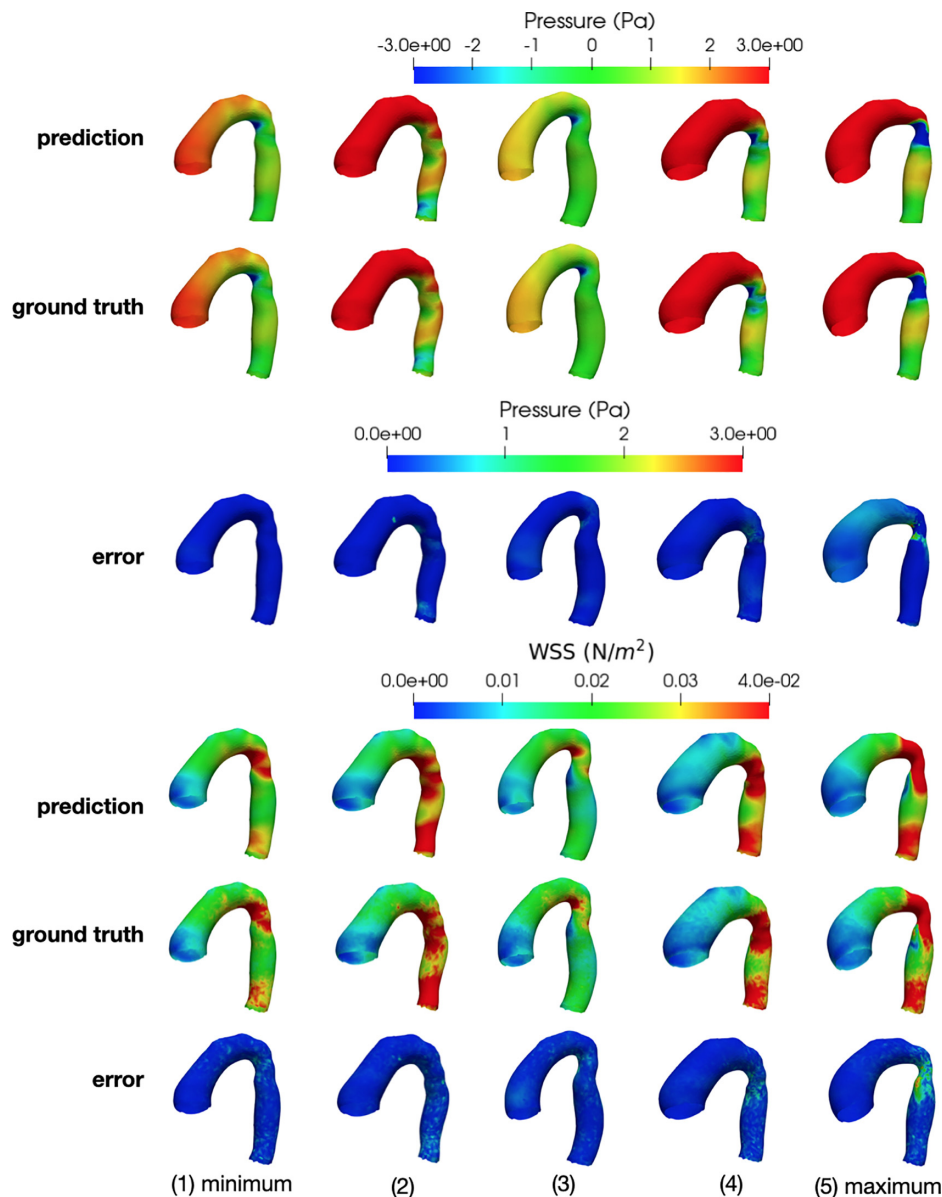 Pressure (Pa)
-3.0e+00 -2 -1 0 1 2 3.0e+00
prediction
ground truth
Pressure (Pa)
0.0e+00 1 2 3.0e+00
error
WSS (N/m²)
0.0e+00 0.01 0.02 0.03 4.0e-02
prediction
ground truth
error
(1) minimum (2) (3) (4) (5) maximum